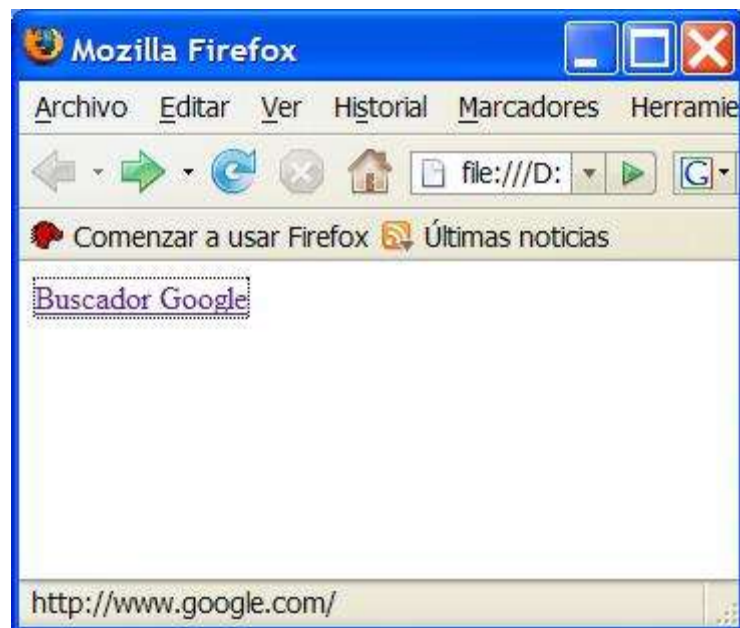 Mozilla Firefox
Archivo Editar Ver Historial Marcadores Herramie
file:///D: G
Comenzar a usar Firefox Últimas noticias
Buscador Google
http://www.google.com/